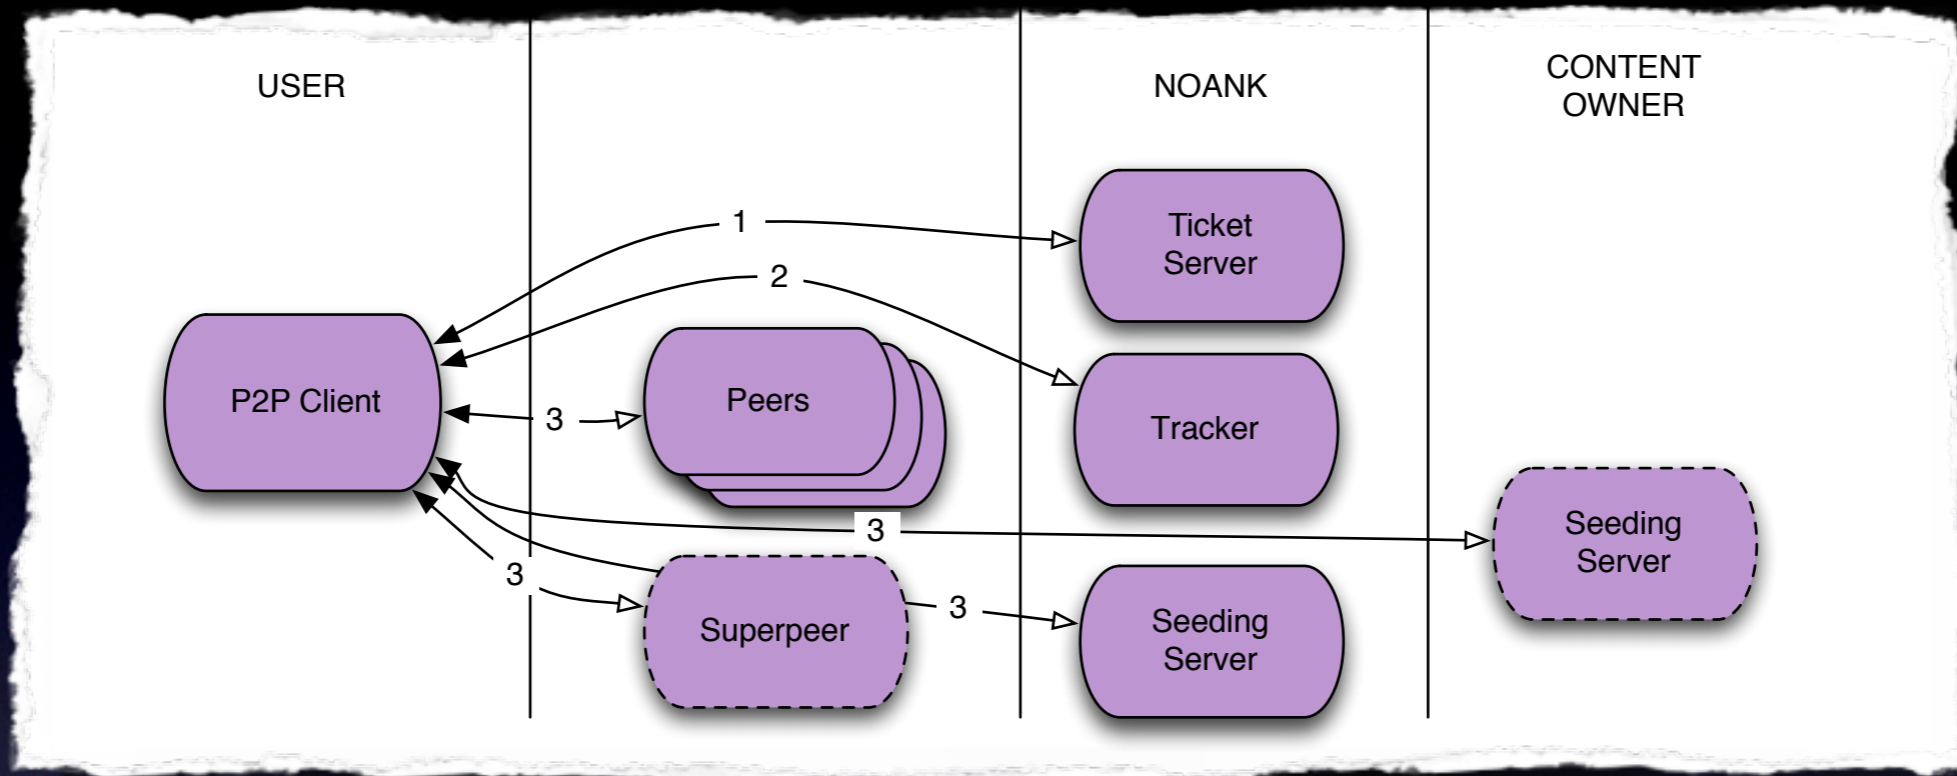 USER
NOANK
CONTENT
OWNER
1
Ticket
Server
2
P2P Client
3
Peers
Tracker
3
Seeding
Server
3
Superpeer
3
Seeding
Server